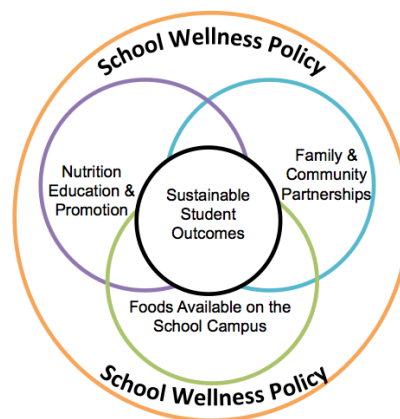 School Wellness Policy
Nutrition
Education &
Promotion
Family &
Community
Partnerships
Sustainable
Student
Outcomes
Foods Available on the
School Campus
School Wellness Policy